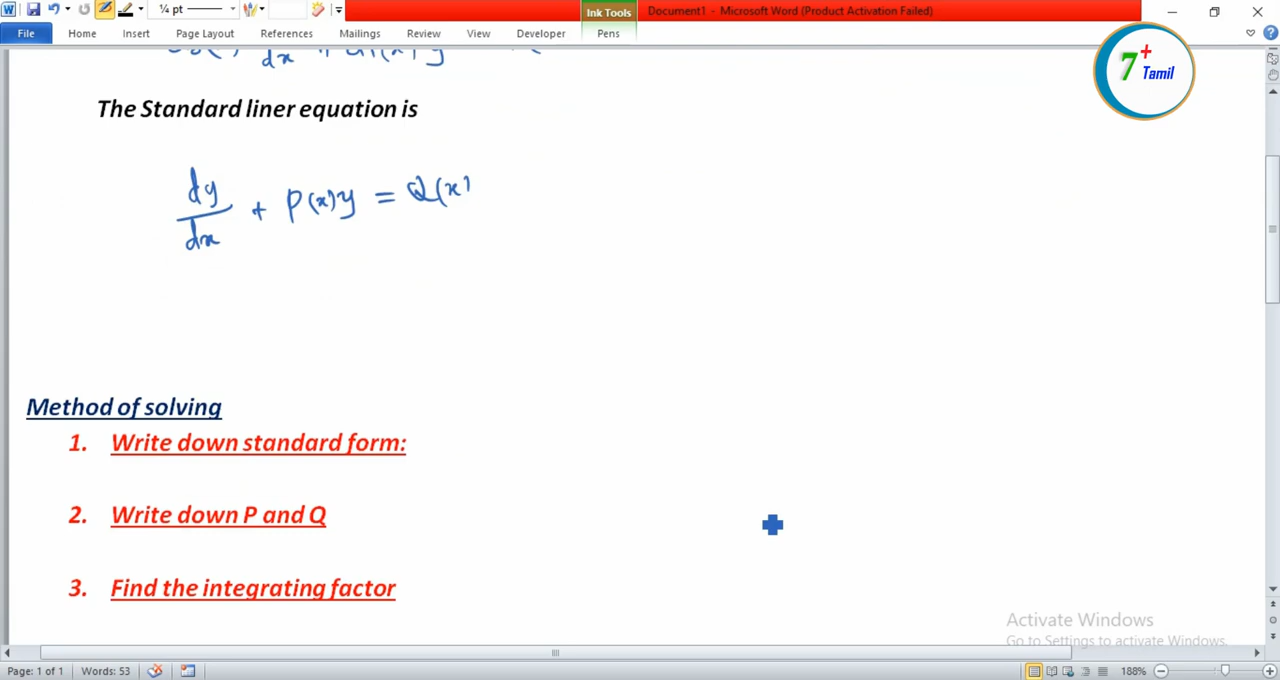 Ink Tools
Document1 - Microsoft Word (Product Activation Failed)
¼ pt
File Home Insert Page Layout References Mailings Review View Developer Pens
7+ Tamil
dx
The Standard liner equation is
dy/dx + P(x)y = Q(x)
Method of solving
1. Write down standard form:
2. Write down P and Q
3. Find the integrating factor
Activate Windows
Go to Settings to activate Windows.
Page: 1 of 1 Words: 53 188%